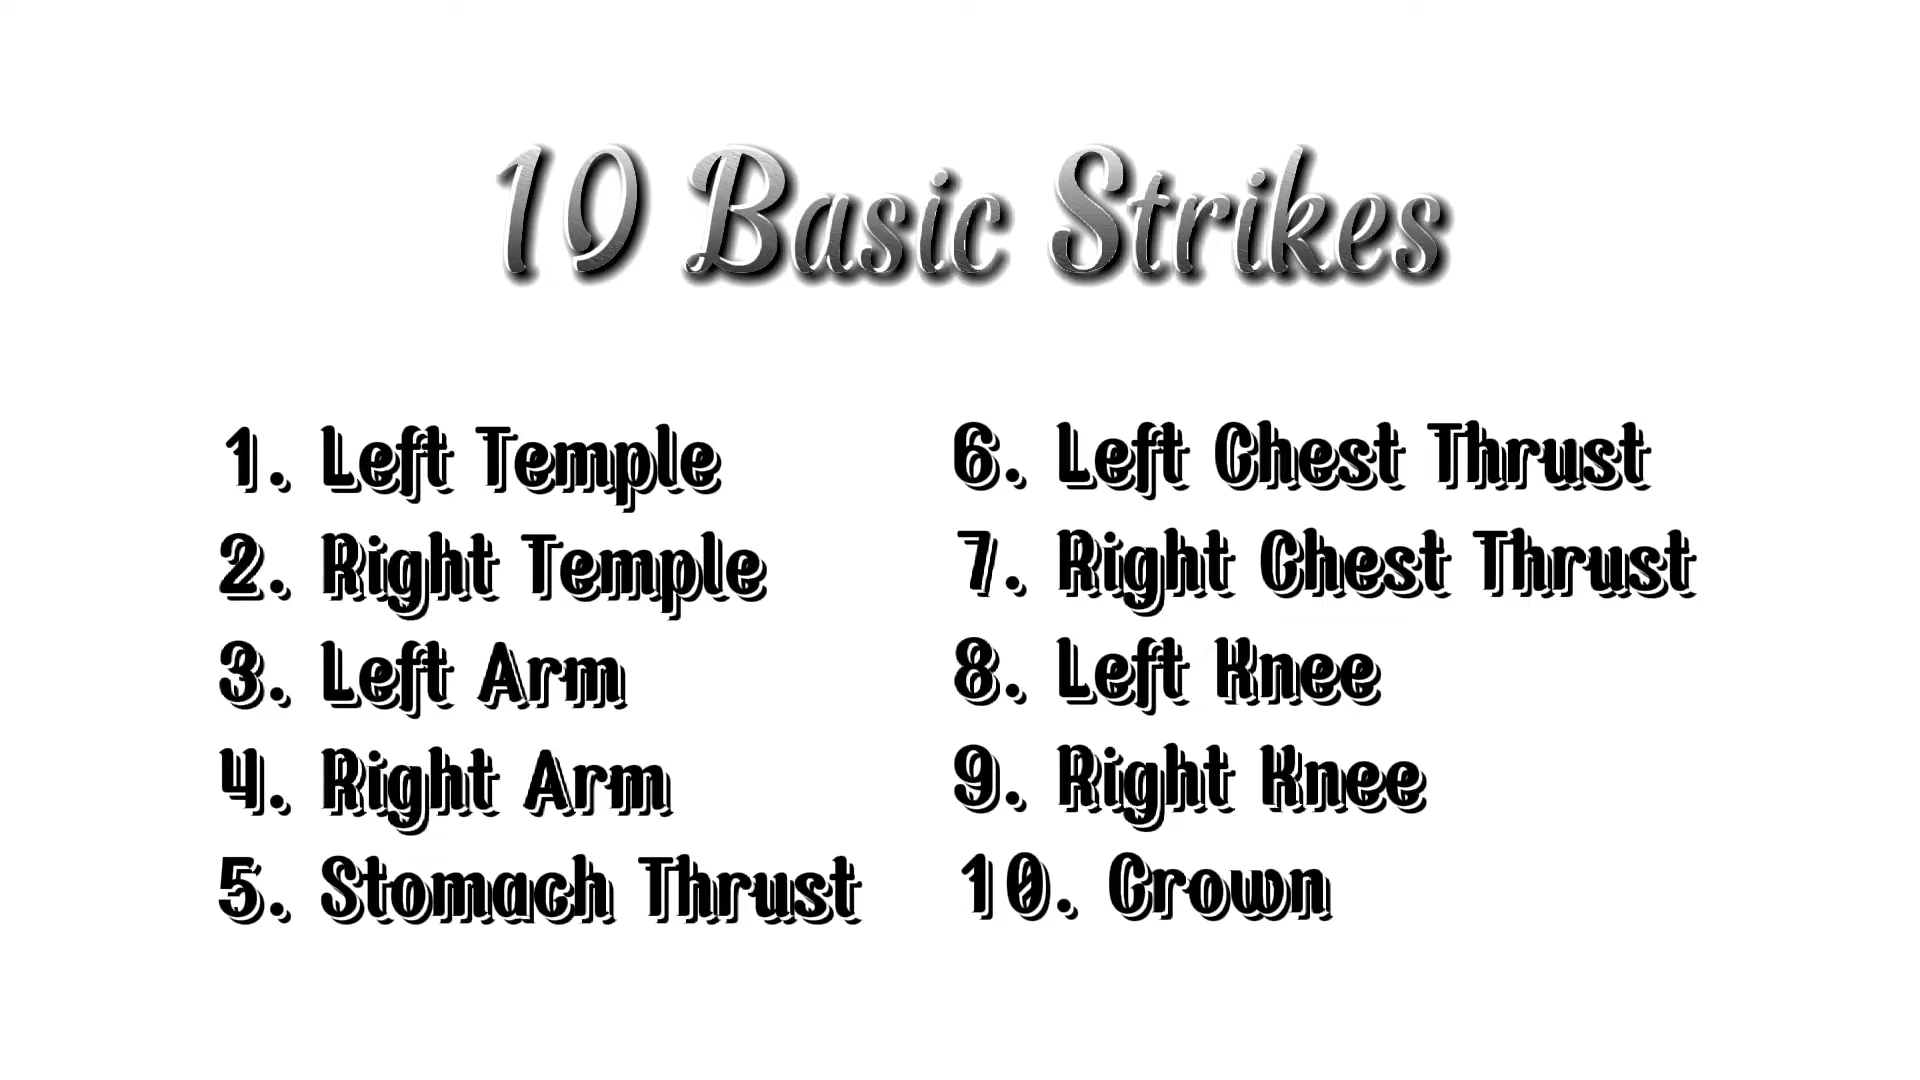 10 Basic Strikes
1. Left Temple
2. Right Temple
3. Left Arm
4. Right Arm
5. Stomach Thrust
6. Left Chest Thrust
7. Right Chest Thrust
8. Left Knee
9. Right Knee
10. Crown